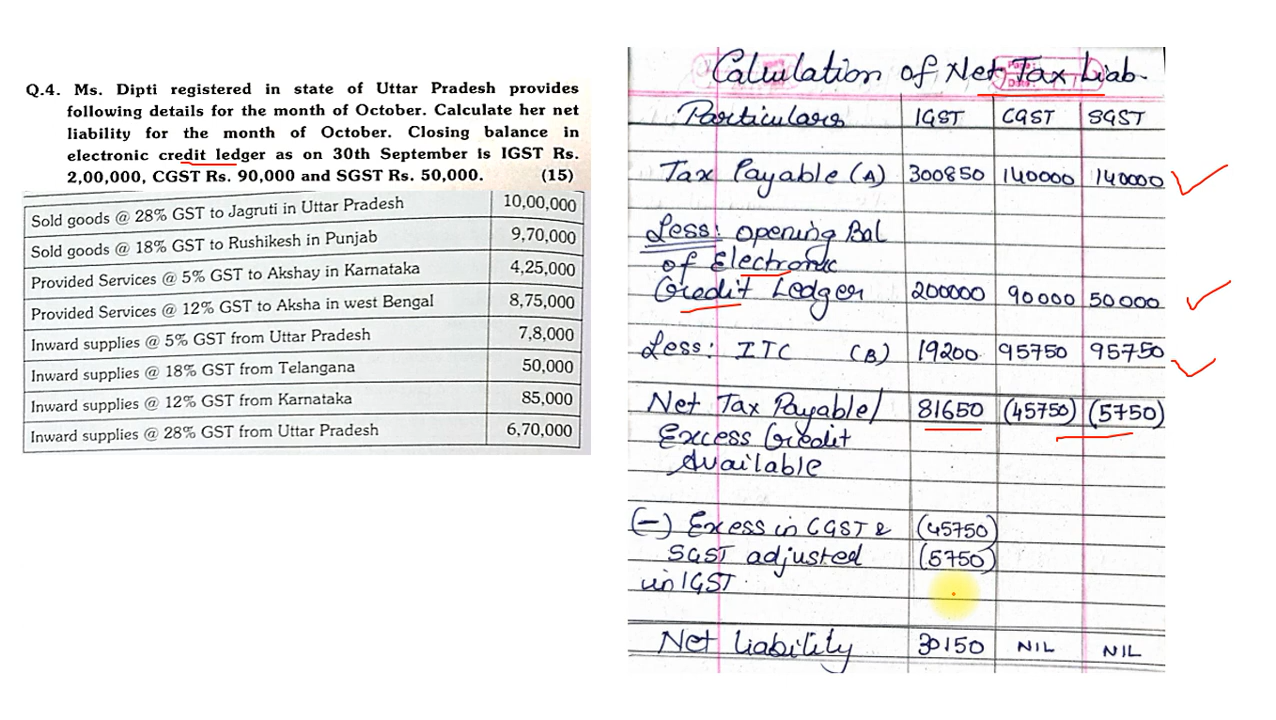 Q.4. Ms. Dipti registered in state of Uttar Pradesh provides
following details for the month of October. Calculate her net
liability for the month of October. Closing balance in
electronic credit ledger as on 30th September is IGST Rs.
2,00,000, CGST Rs. 90,000 and SGST Rs. 50,000. (15)
Sold goods @ 28% GST to Jagruti in Uttar Pradesh 10,00,000
Sold goods @ 18% GST to Rushikesh in Punjab 9,70,000
Provided Services @ 5% GST to Akshay in Karnataka 4,25,000
Provided Services @ 12% GST to Aksha in west Bengal 8,75,000
Inward supplies @ 5% GST from Uttar Pradesh 7,8,000
Inward supplies @ 18% GST from Telangana 50,000
Inward supplies @ 12% GST from Karnataka 85,000
Inward supplies @ 28% GST from Uttar Pradesh 6,70,000
Calculation of Net Tax Liab-
Particulars IGST CGST SGST
Tax Payable (A) 300850 140000 140000
Less: opening Bal
of Electronic
Credit Ledger 200000 90000 50000
Less: ITC (B) 19200 95750 95750
Net Tax Payable/ 81650 (45750) (5750)
Excess Credit
Available
(-) Excess in CGST & (45750)
SGST adjusted (5750)
in IGST.
Net liability 30150 NIL NIL